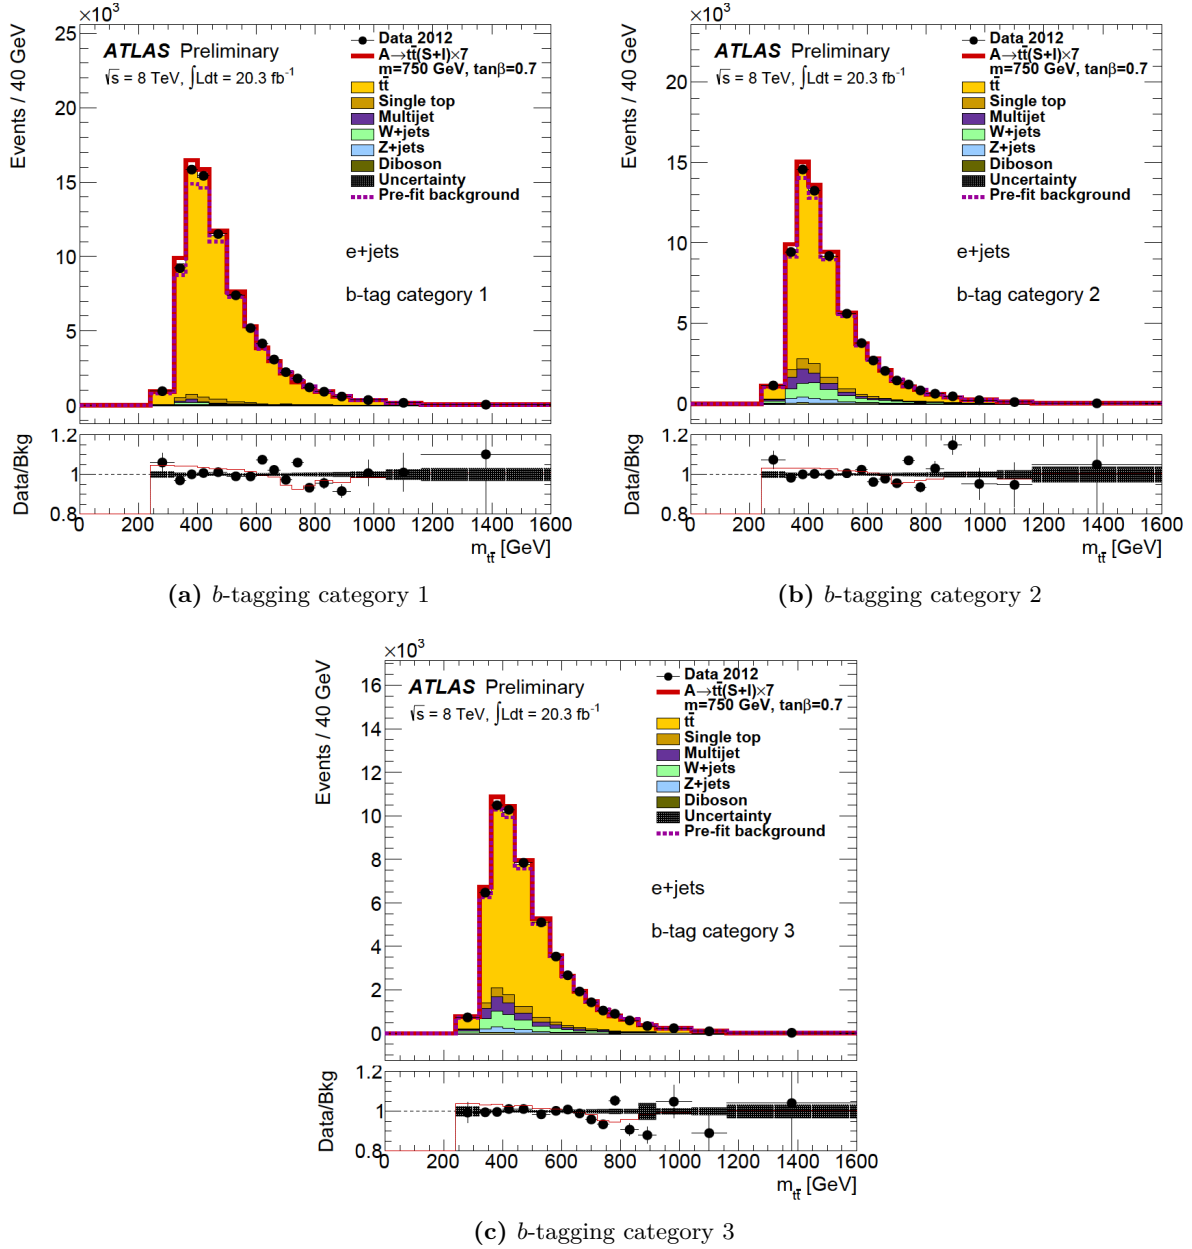 ×10³
Events / 40 GeV
ATLAS Preliminary
√s = 8 TeV, ∫Ldt = 20.3 fb⁻¹
Data 2012
A→tt̄(S+I)×7
m=750 GeV, tanβ=0.7
tt̄
Single top
Multijet
W+jets
Z+jets
Diboson
Uncertainty
Pre-fit background
e+jets
b-tag category 1
25
20
15
10
5
0
Data/Bkg
1.2
1
0.8
0 200 400 600 800 1000 1200 1400 1600
m_tt̄ [GeV]
(a) b-tagging category 1
×10³
Events / 40 GeV
ATLAS Preliminary
√s = 8 TeV, ∫Ldt = 20.3 fb⁻¹
Data 2012
A→tt̄(S+I)×7
m=750 GeV, tanβ=0.7
tt̄
Single top
Multijet
W+jets
Z+jets
Diboson
Uncertainty
Pre-fit background
e+jets
b-tag category 2
20
15
10
5
0
Data/Bkg
1.2
1
0.8
0 200 400 600 800 1000 1200 1400 1600
m_tt̄ [GeV]
(b) b-tagging category 2
×10³
Events / 40 GeV
ATLAS Preliminary
√s = 8 TeV, ∫Ldt = 20.3 fb⁻¹
Data 2012
A→tt̄(S+I)×7
m=750 GeV, tanβ=0.7
tt̄
Single top
Multijet
W+jets
Z+jets
Diboson
Uncertainty
Pre-fit background
e+jets
b-tag category 3
16
14
12
10
8
6
4
2
0
Data/Bkg
1.2
1
0.8
0 200 400 600 800 1000 1200 1400 1600
m_tt̄ [GeV]
(c) b-tagging category 3